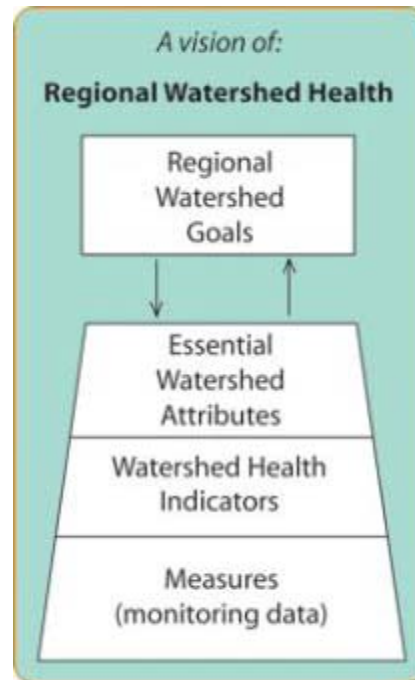 A vision of:
Regional Watershed Health
Regional
Watershed
Goals
Essential
Watershed
Attributes
Watershed Health
Indicators
Measures
(monitoring data)